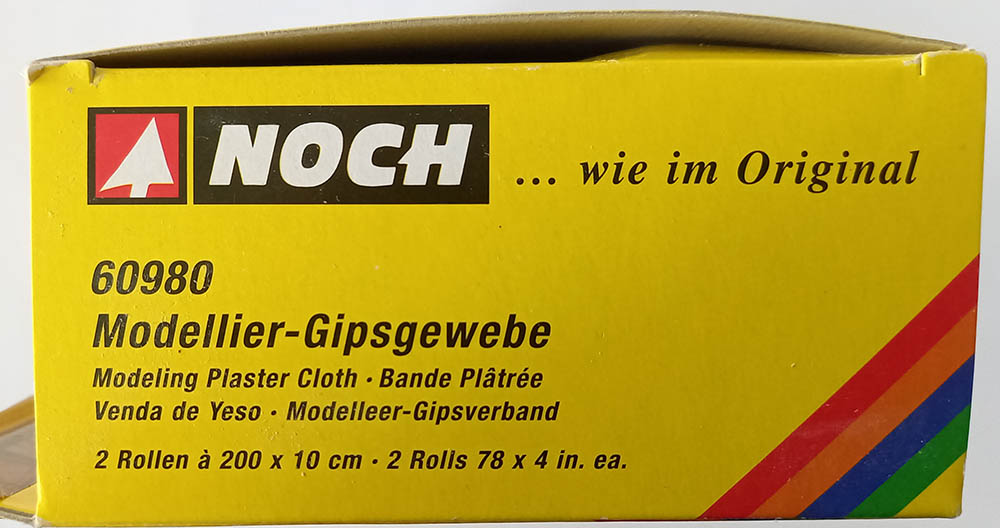 NOCH ... wie im Original
60980
Modellier-Gipsgewebe
Modeling Plaster Cloth · Bande Plâtrée
Venda de Yeso · Modelleer-Gipsverband
2 Rollen à 200 x 10 cm · 2 Rolls 78 x 4 in. ea.